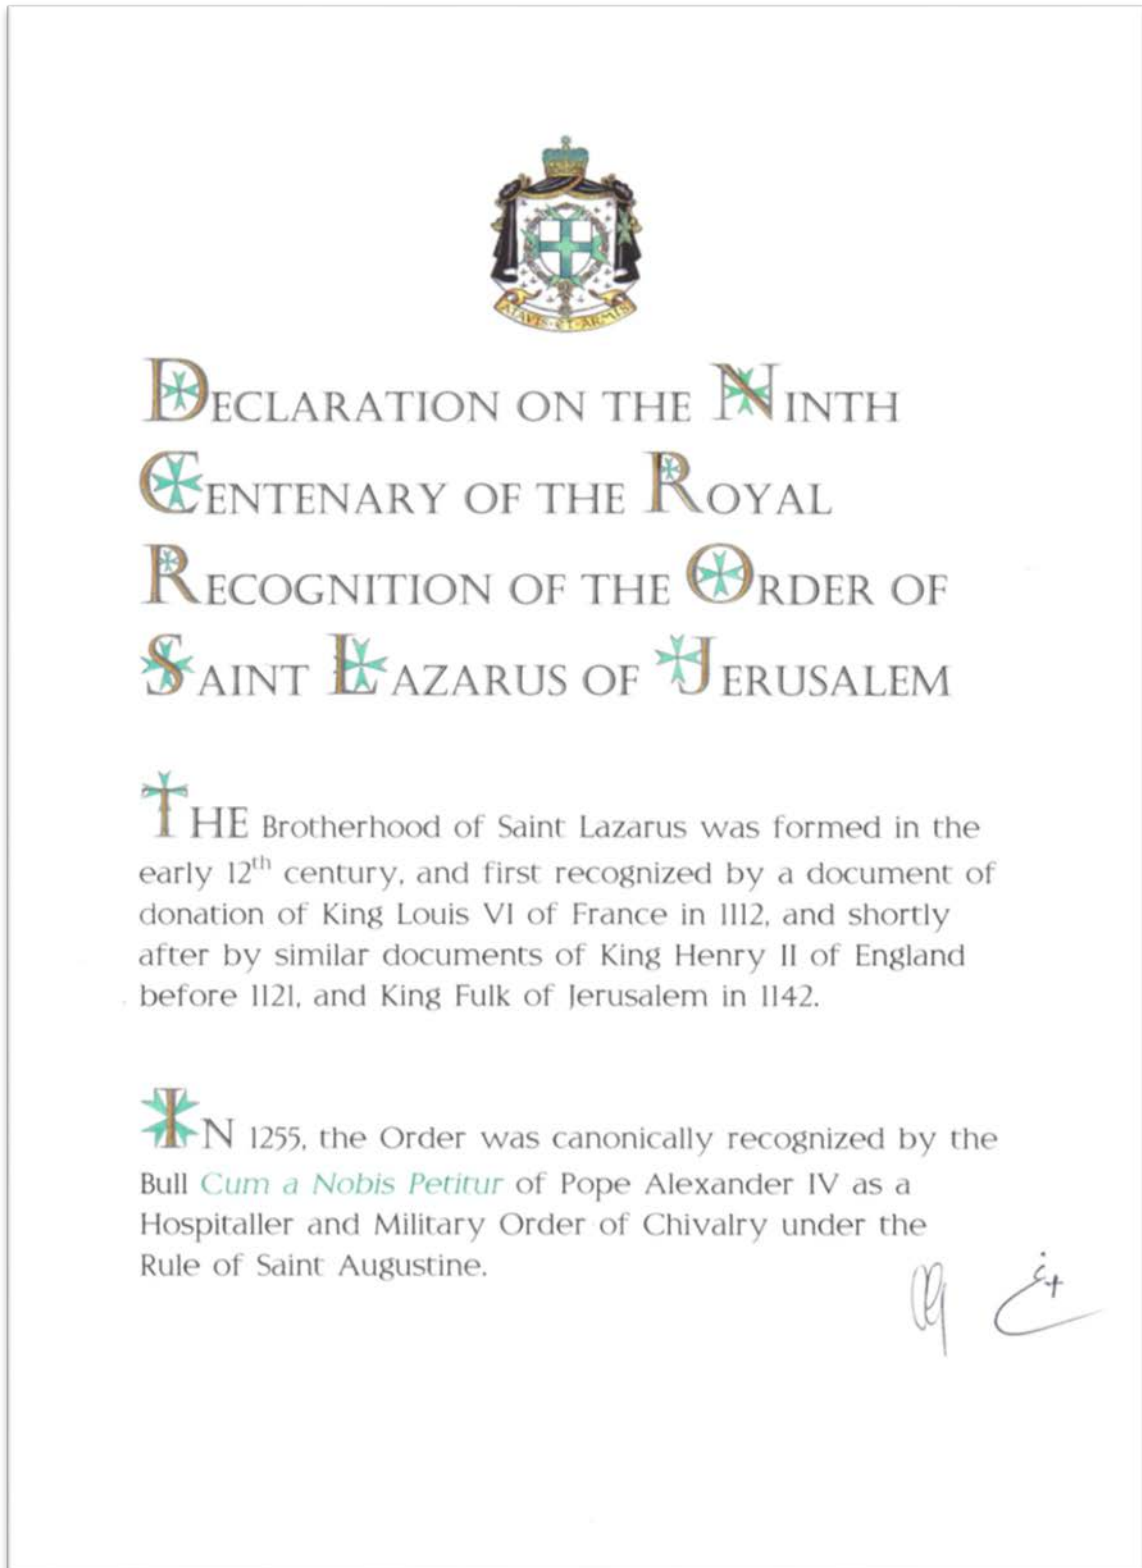 ATAVIS·ET·ARMIS
DECLARATION ON THE NINTH
CENTENARY OF THE ROYAL
RECOGNITION OF THE ORDER OF
SAINT LAZARUS OF JERUSALEM
THE Brotherhood of Saint Lazarus was formed in the
early 12th century, and first recognized by a document of
donation of King Louis VI of France in 1112, and shortly
after by similar documents of King Henry II of England
before 1121, and King Fulk of Jerusalem in 1142.
IN 1255, the Order was canonically recognized by the
Bull Cum a Nobis Petitur of Pope Alexander IV as a
Hospitaller and Military Order of Chivalry under the
Rule of Saint Augustine.